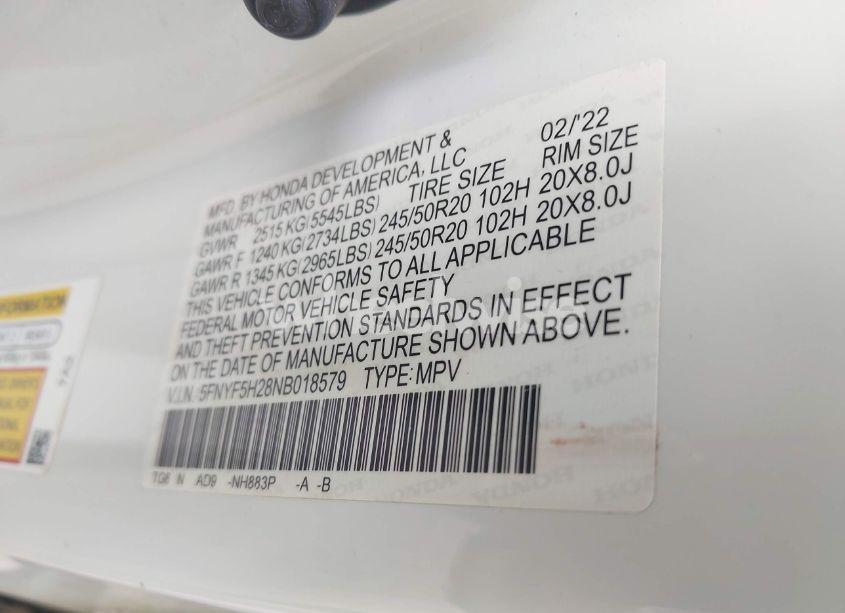 MFD. BY HONDA DEVELOPMENT & 02/'22
MANUFACTURING OF AMERICA, LLC
GVWR 2515 KG(5545LBS) TIRE SIZE RIM SIZE
GAWR F 1240 KG(2734LBS) 245/50R20 102H 20X8.0J
GAWR R 1345 KG(2965LBS) 245/50R20 102H 20X8.0J
THIS VEHICLE CONFORMS TO ALL APPLICABLE
FEDERAL MOTOR VEHICLE SAFETY
AND THEFT PREVENTION STANDARDS IN EFFECT
ON THE DATE OF MANUFACTURE SHOWN ABOVE.
V.I.N. 5FNYF5H28NB018579 TYPE: MPV
TG6 N AD9 -NH883P -A -B